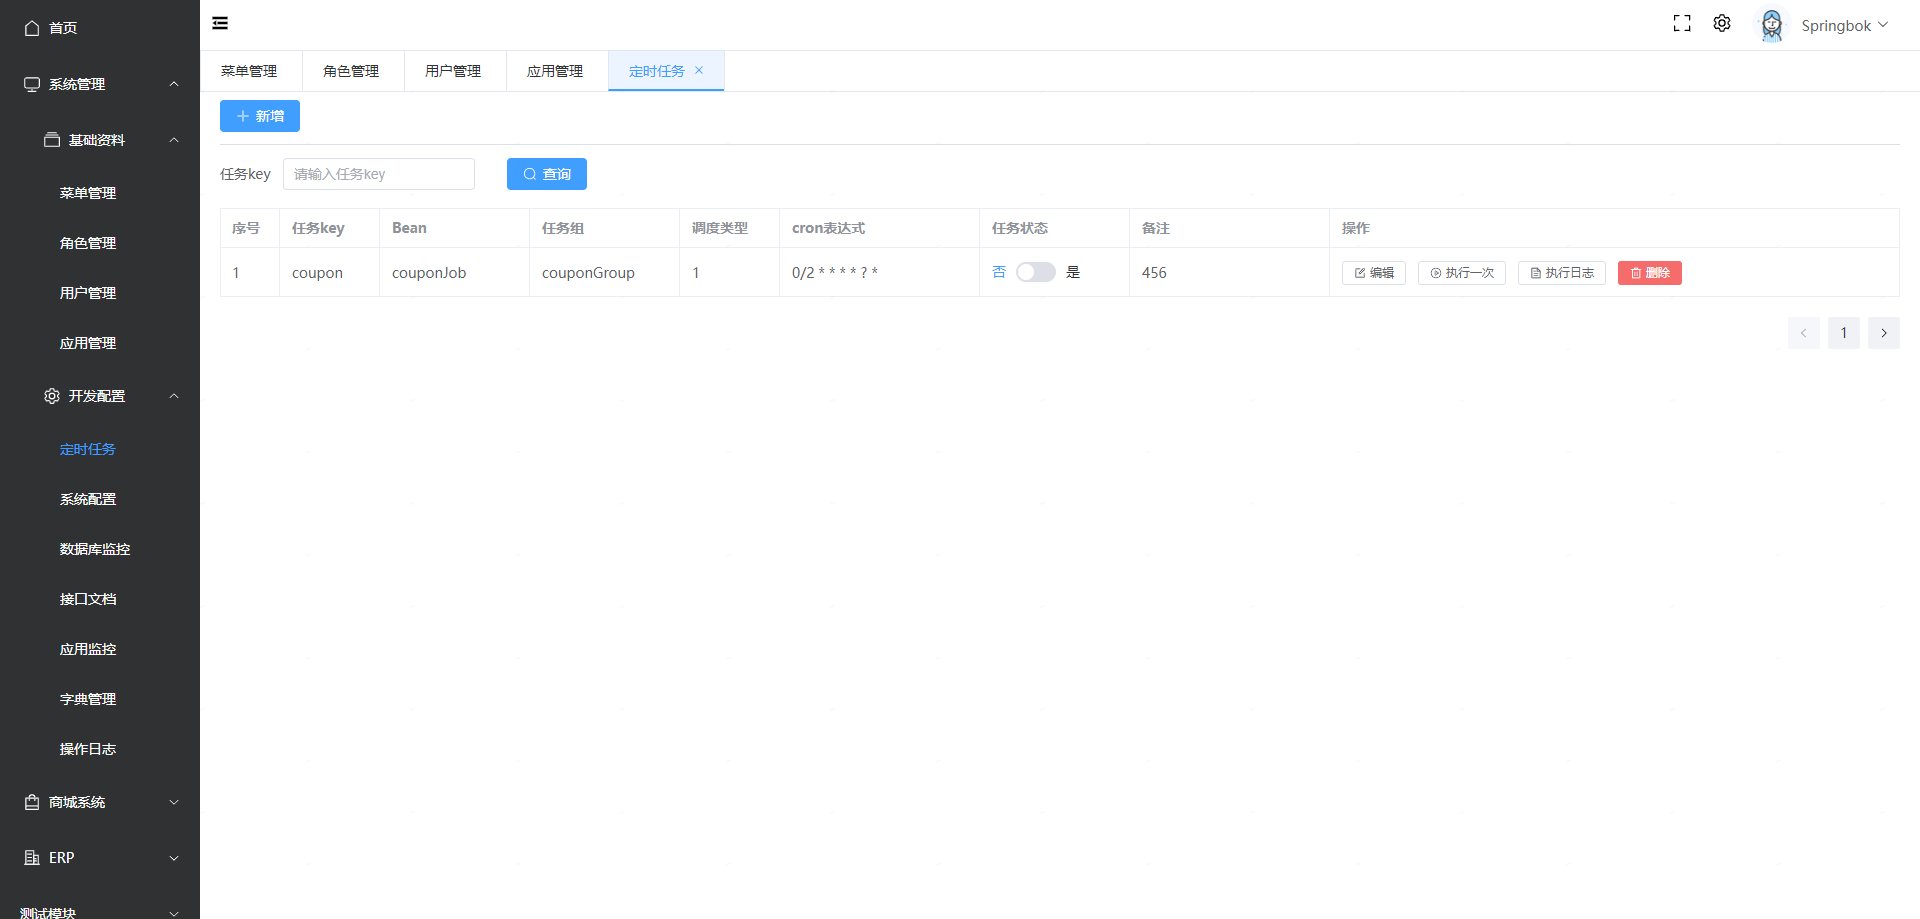 首页
系统管理
基础资料
菜单管理
角色管理
用户管理
应用管理
开发配置
定时任务
系统配置
数据库监控
接口文档
应用监控
字典管理
操作日志
商城系统
ERP
测试模块
Springbok
菜单管理 角色管理 用户管理 应用管理 定时任务
新增
任务key 请输入任务key 查询
序号 任务key Bean 任务组 调度类型 cron表达式 任务状态 备注 操作
1 coupon couponJob couponGroup 1 0/2 * * * * ? * 否 是 456 编辑 执行一次 执行日志 删除
1